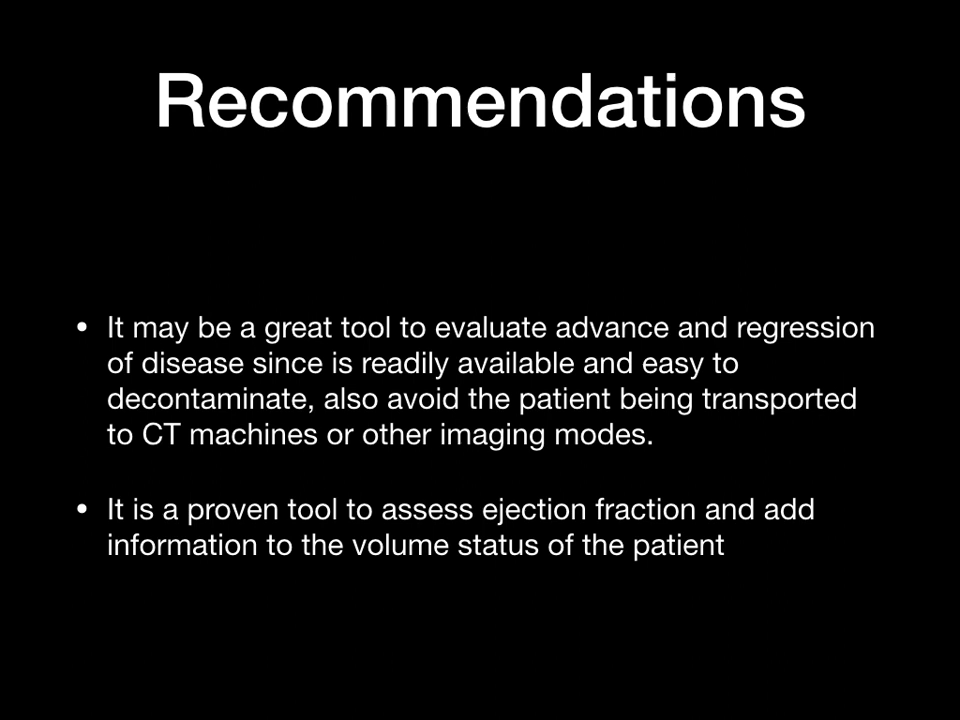 Recommendations
• It may be a great tool to evaluate advance and regression
of disease since is readily available and easy to
decontaminate, also avoid the patient being transported
to CT machines or other imaging modes.
• It is a proven tool to assess ejection fraction and add
information to the volume status of the patient